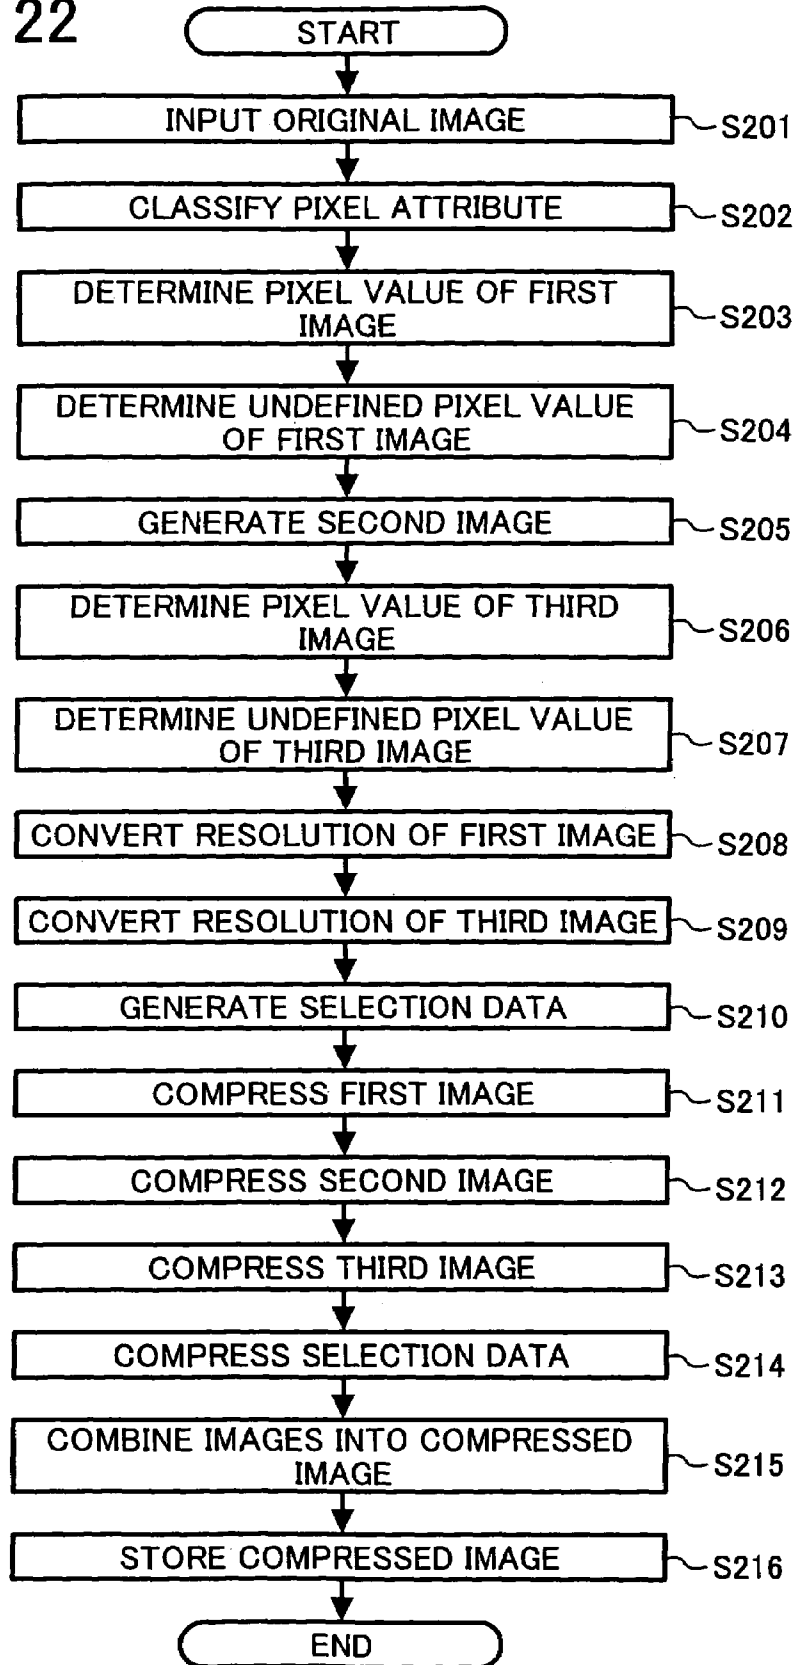 22
START
INPUT ORIGINAL IMAGE
S201
CLASSIFY PIXEL ATTRIBUTE
S202
DETERMINE PIXEL VALUE OF FIRST
IMAGE
S203
DETERMINE UNDEFINED PIXEL VALUE
OF FIRST IMAGE
S204
GENERATE SECOND IMAGE
S205
DETERMINE PIXEL VALUE OF THIRD
IMAGE
S206
DETERMINE UNDEFINED PIXEL VALUE
OF THIRD IMAGE
S207
CONVERT RESOLUTION OF FIRST IMAGE
S208
CONVERT RESOLUTION OF THIRD IMAGE
S209
GENERATE SELECTION DATA
S210
COMPRESS FIRST IMAGE
S211
COMPRESS SECOND IMAGE
S212
COMPRESS THIRD IMAGE
S213
COMPRESS SELECTION DATA
S214
COMBINE IMAGES INTO COMPRESSED
IMAGE
S215
STORE COMPRESSED IMAGE
S216
END